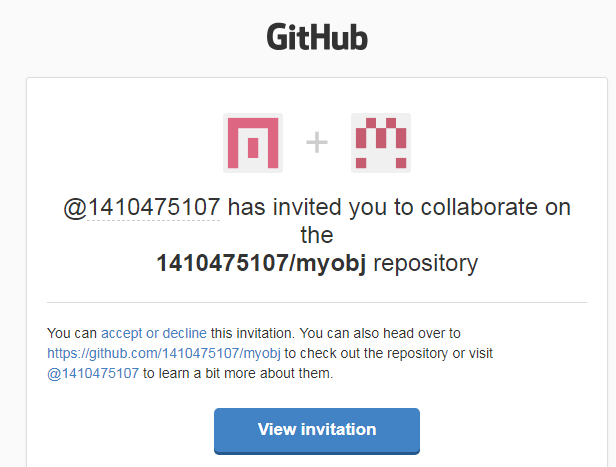 GitHub
+
@1410475107 has invited you to collaborate on
the
1410475107/myobj repository
You can accept or decline this invitation. You can also head over to
https://github.com/1410475107/myobj to check out the repository or visit
@1410475107 to learn a bit more about them.
View invitation